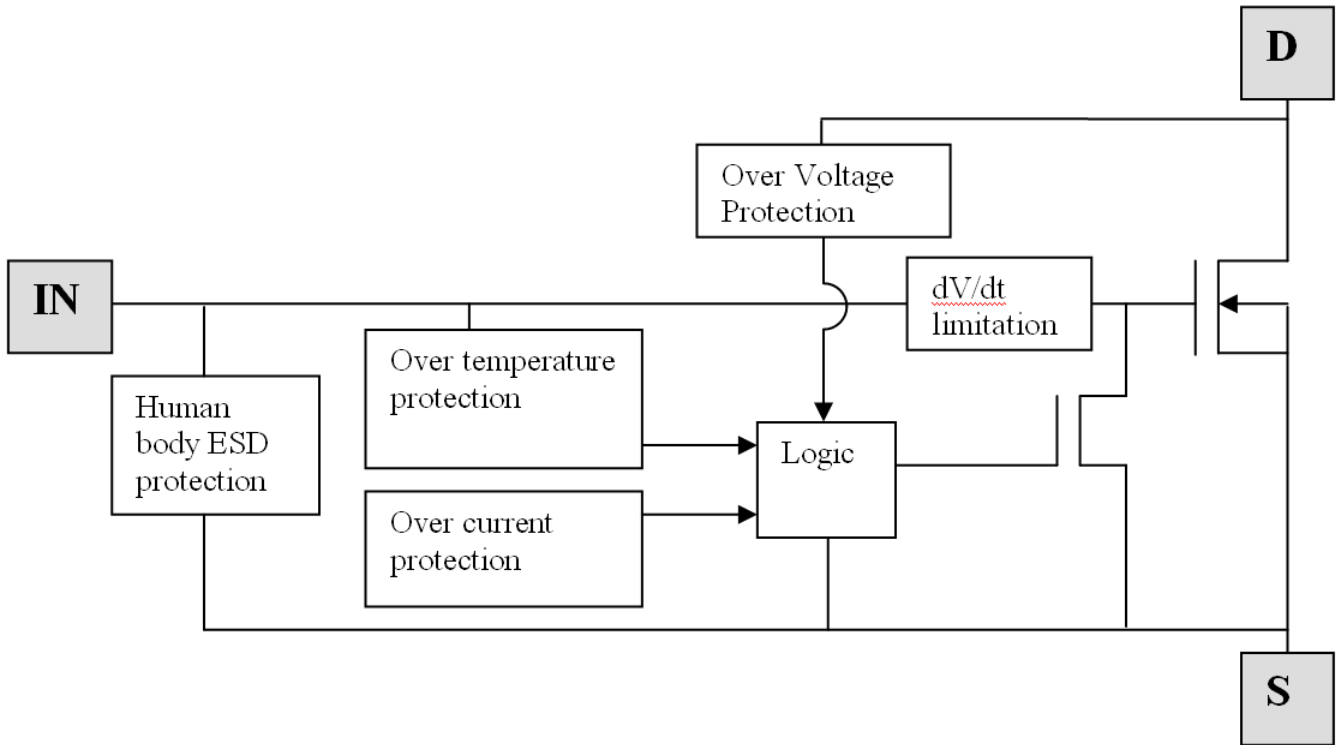 D
Over Voltage
Protection
IN
dV/dt
limitation
Over temperature
protection
Human
body ESD
protection
Logic
Over current
protection
S